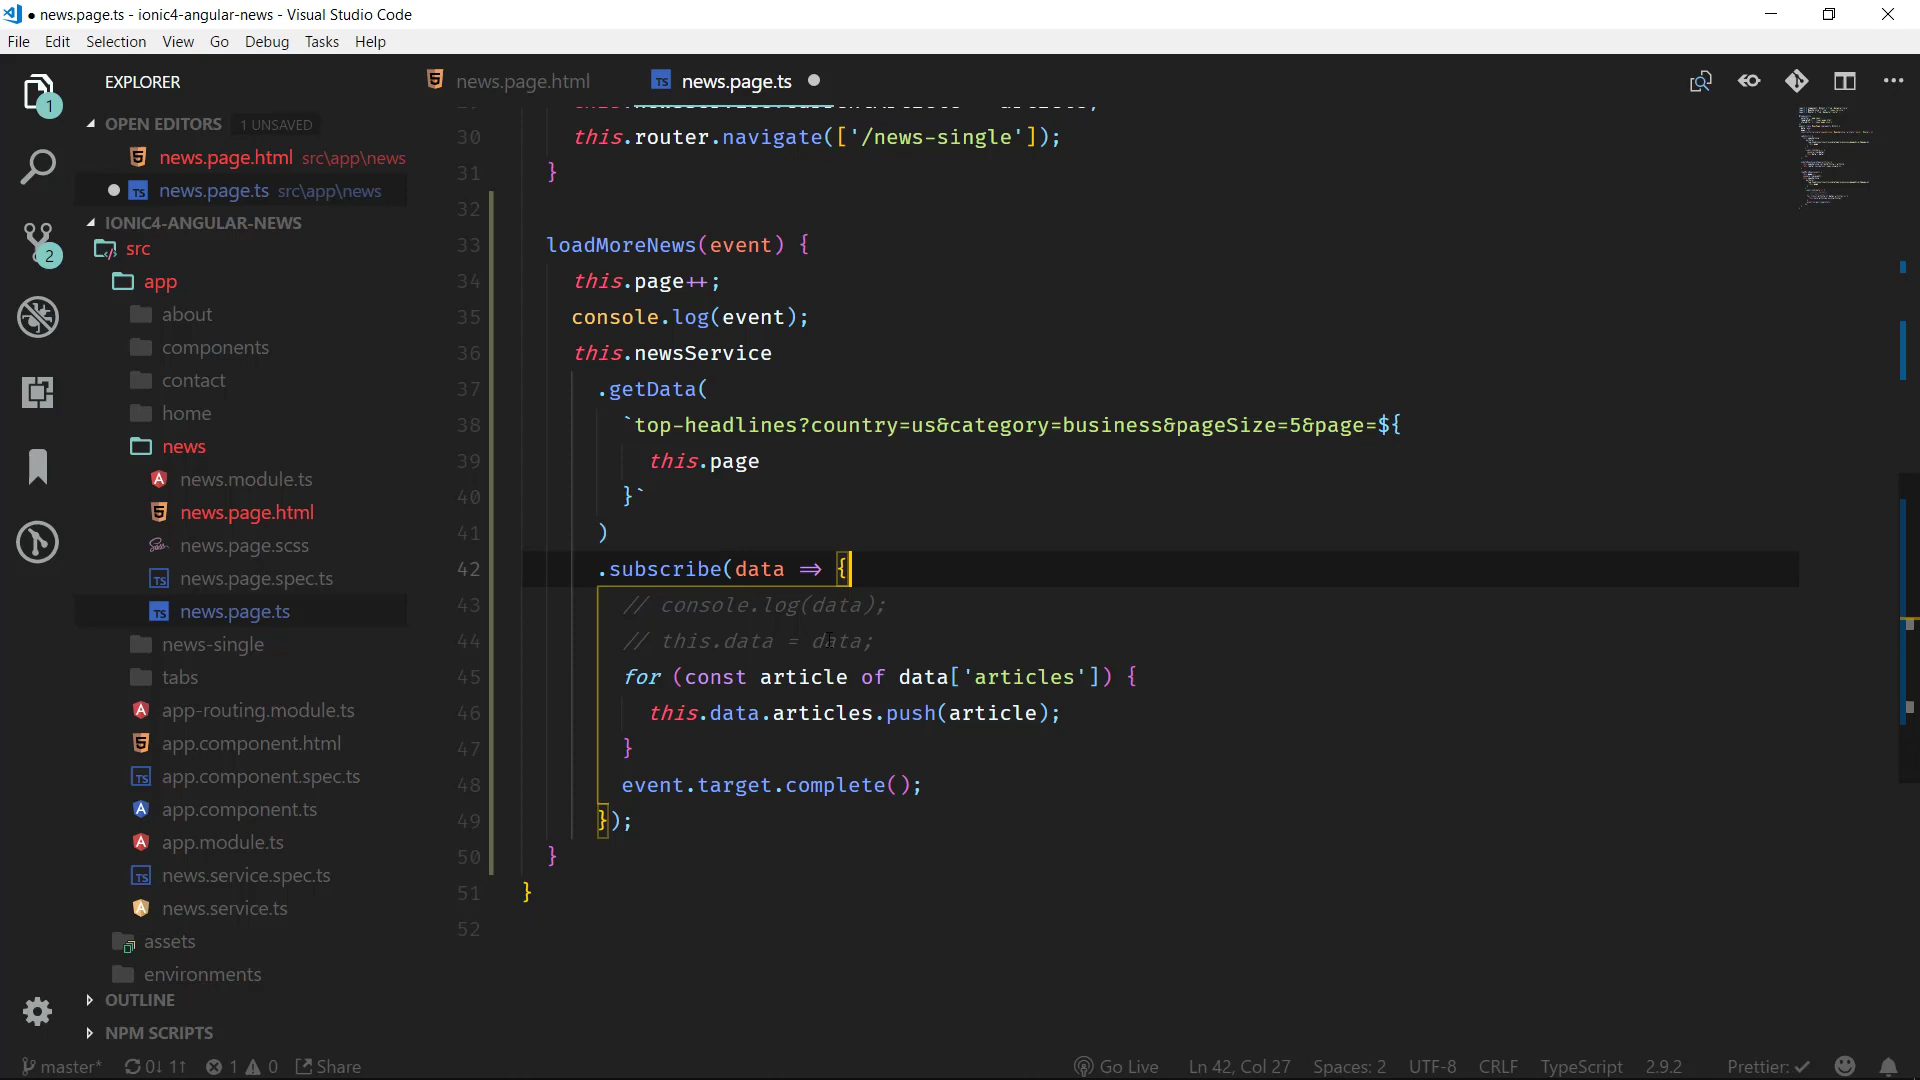 ● news.page.ts - ionic4-angular-news - Visual Studio Code
File Edit Selection View Go Debug Tasks Help
EXPLORER
news.page.html
TS news.page.ts
1
OPEN EDITORS 1 UNSAVED
news.page.html src\app\news
TS news.page.ts src\app\news
IONIC4-ANGULAR-NEWS
src
2
app
about
components
contact
home
news
news.module.ts
news.page.html
news.page.scss
TS news.page.spec.ts
TS news.page.ts
news-single
tabs
app-routing.module.ts
app.component.html
TS app.component.spec.ts
app.component.ts
app.module.ts
TS news.service.spec.ts
news.service.ts
assets
environments
OUTLINE
NPM SCRIPTS
30 this.router.navigate(['/news-single']);
31 }
32
33 loadMoreNews(event) {
34 this.page++;
35 console.log(event);
36 this.newsService
37 .getData(
38 `top-headlines?country=us&category=business&pageSize=5&page=${
39 this.page
40 }`
41 )
42 .subscribe(data => {
43 // console.log(data);
44 // this.data = data;
45 for (const article of data['articles']) {
46 this.data.articles.push(article);
47 }
48 event.target.complete();
49 });
50 }
51 }
52
master* 0↓ 1↑ 1 0 Share Go Live Ln 42, Col 27 Spaces: 2 UTF-8 CRLF TypeScript 2.9.2 Prettier: ✓